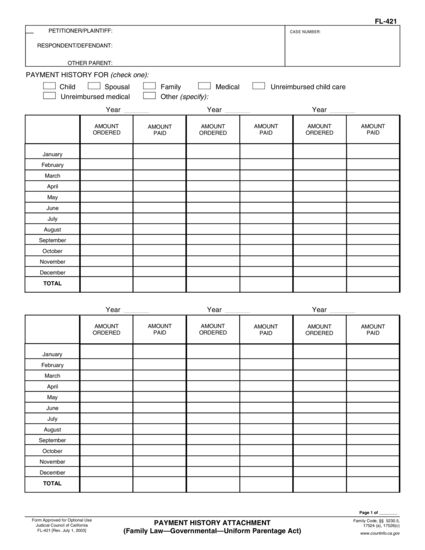 FL-421
PETITIONER/PLAINTIFF:
CASE NUMBER:
RESPONDENT/DEFENDANT:
OTHER PARENT:
PAYMENT HISTORY FOR (check one):
Child Spousal Family Medical Unreimbursed child care
Unreimbursed medical Other (specify):
Year Year Year
AMOUNT ORDERED AMOUNT PAID AMOUNT ORDERED AMOUNT PAID AMOUNT ORDERED AMOUNT PAID
January
February
March
April
May
June
July
August
September
October
November
December
TOTAL
Year Year Year
AMOUNT ORDERED AMOUNT PAID AMOUNT ORDERED AMOUNT PAID AMOUNT ORDERED AMOUNT PAID
January
February
March
April
May
June
July
August
September
October
November
December
TOTAL
Page 1 of
Form Approved for Optional Use
Judicial Council of California
FL-421 [Rev. July 1, 2003]
PAYMENT HISTORY ATTACHMENT
(Family Law—Governmental—Uniform Parentage Act)
Family Code, §§ 5230.5,
17524 (a), 17526(c)
www.courtinfo.ca.gov